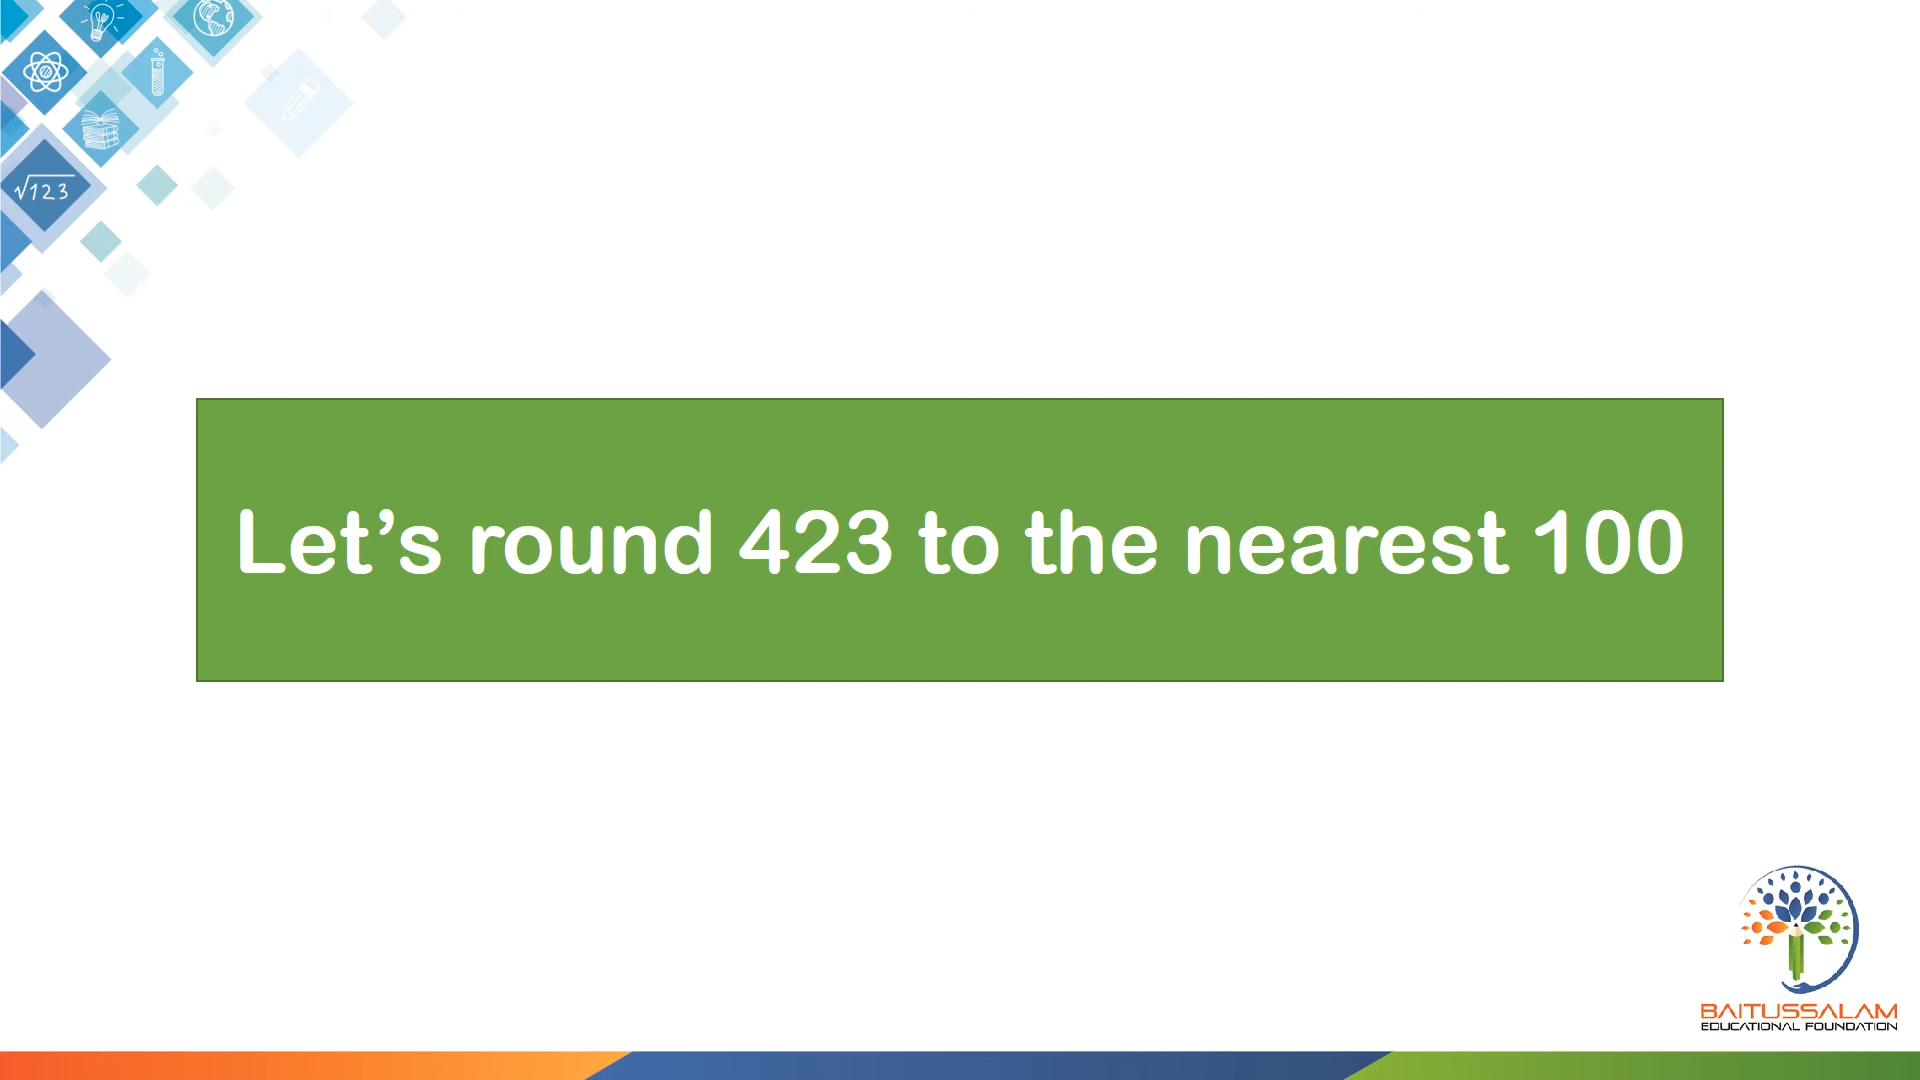 √123
Let’s round 423 to the nearest 100
BAITUSSALAM
EDUCATIONAL FOUNDATION